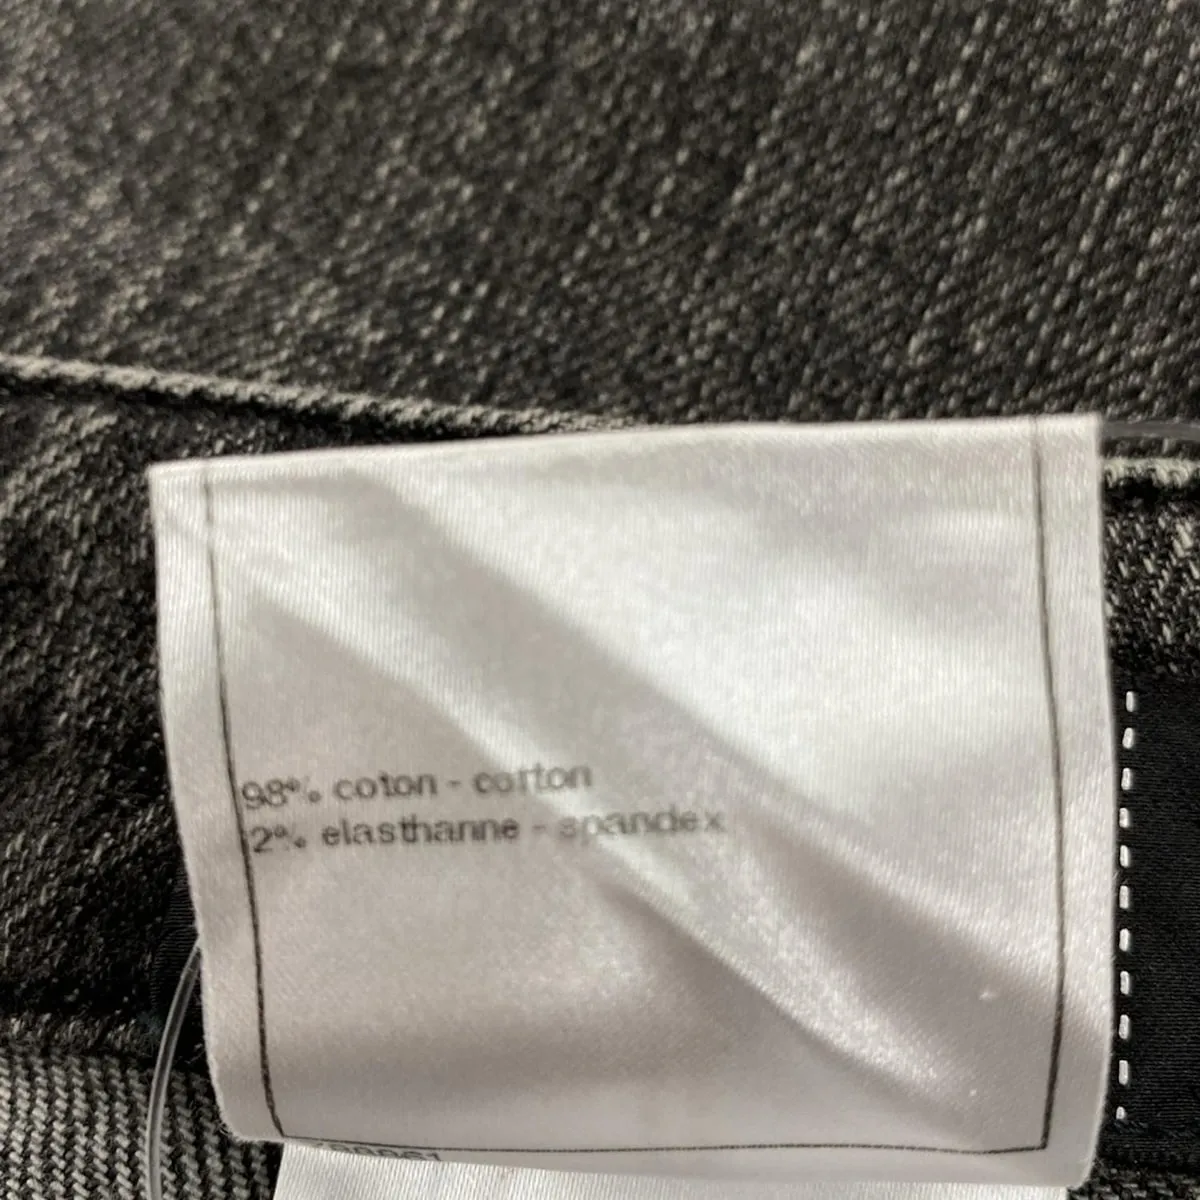 98% coton - cotton
2% elasthanne - spandex